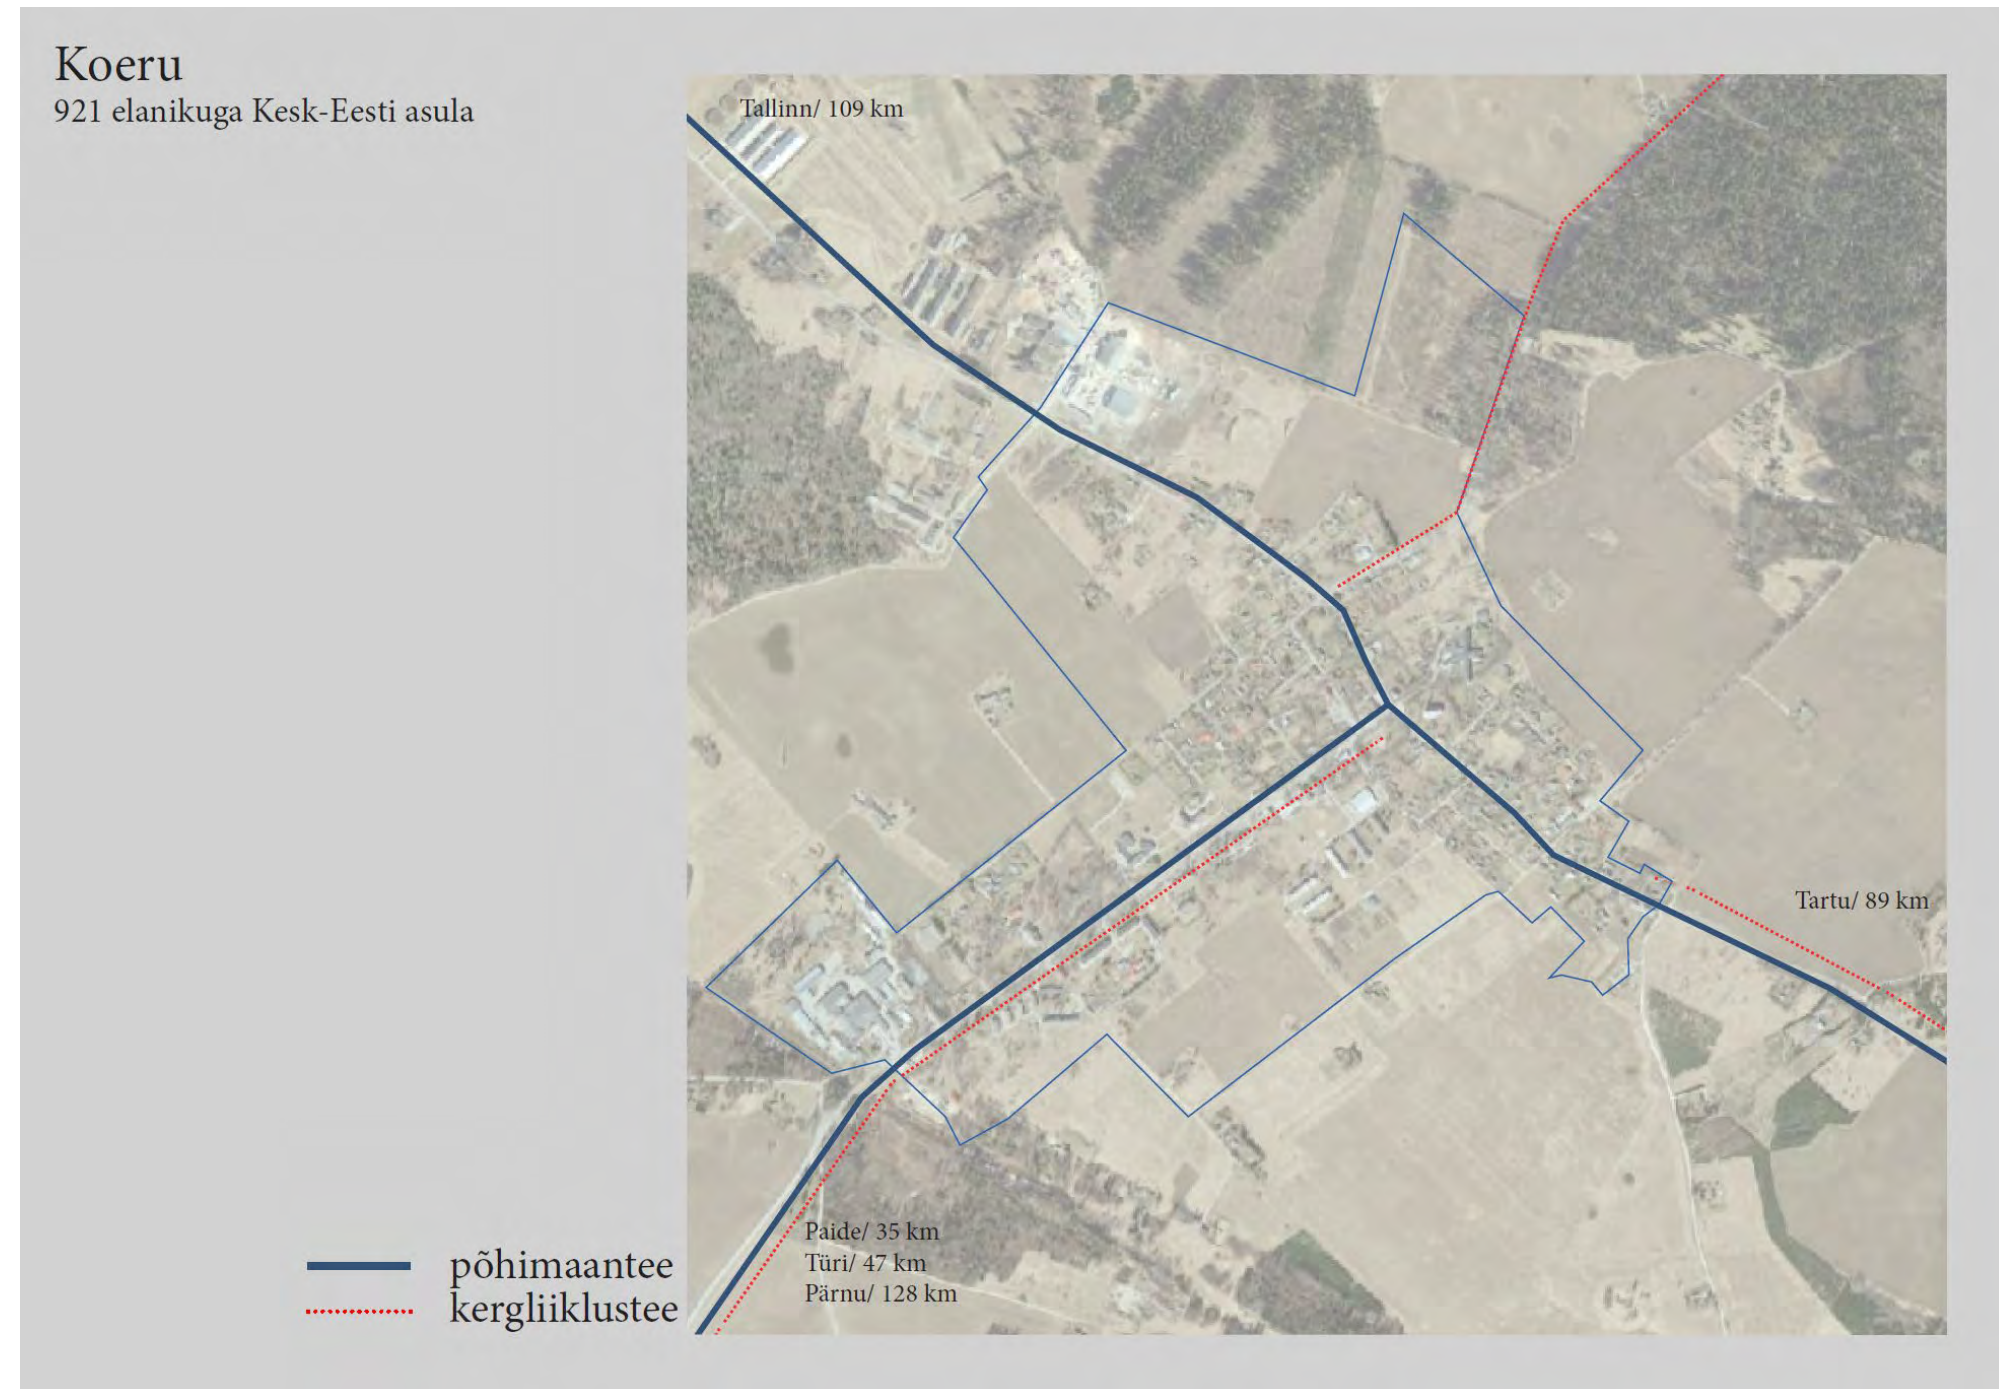 Koeru
921 elanikuga Kesk-Eesti asula
Tallinn/ 109 km
Tartu/ 89 km
Paide/ 35 km
Türi/ 47 km
Pärnu/ 128 km
põhimaantee
kergliiklustee